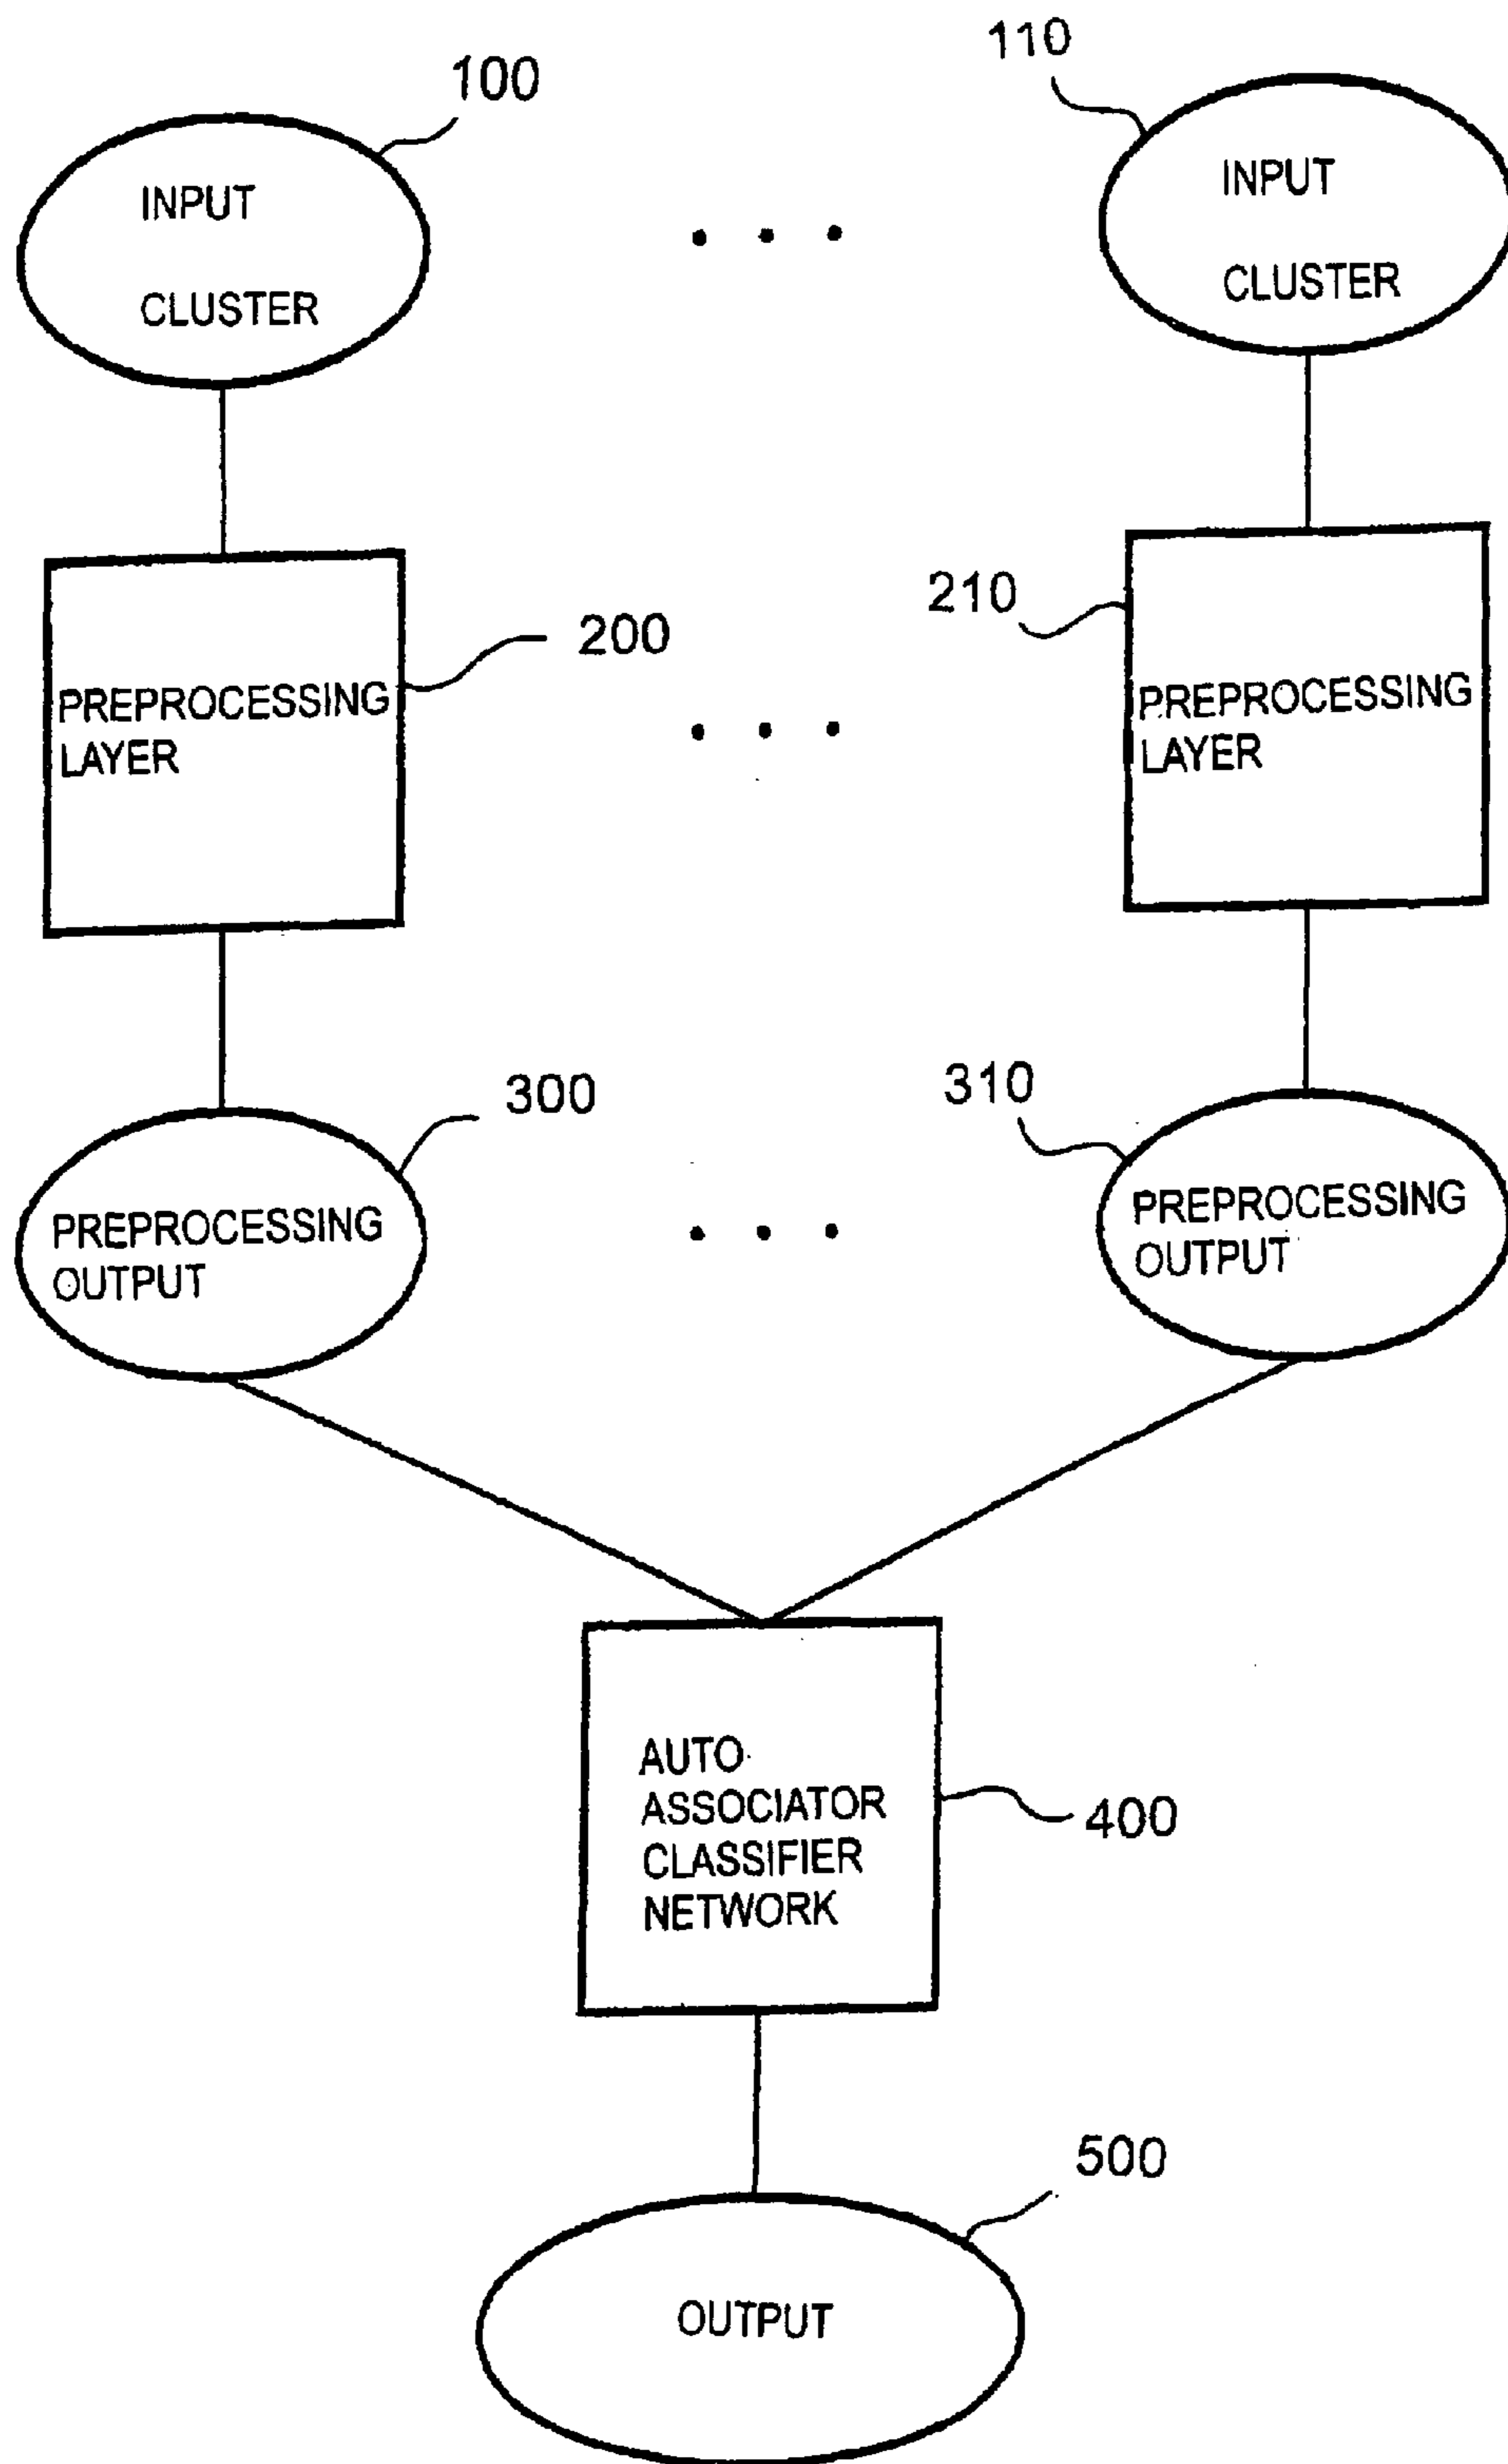 100
110
INPUT
CLUSTER
INPUT
CLUSTER
200
210
PREPROCESSING
LAYER
PREPROCESSING
LAYER
300
310
PREPROCESSING
OUTPUT
PREPROCESSING
OUTPUT
AUTO
ASSOCIATOR
CLASSIFIER
NETWORK
400
500
OUTPUT